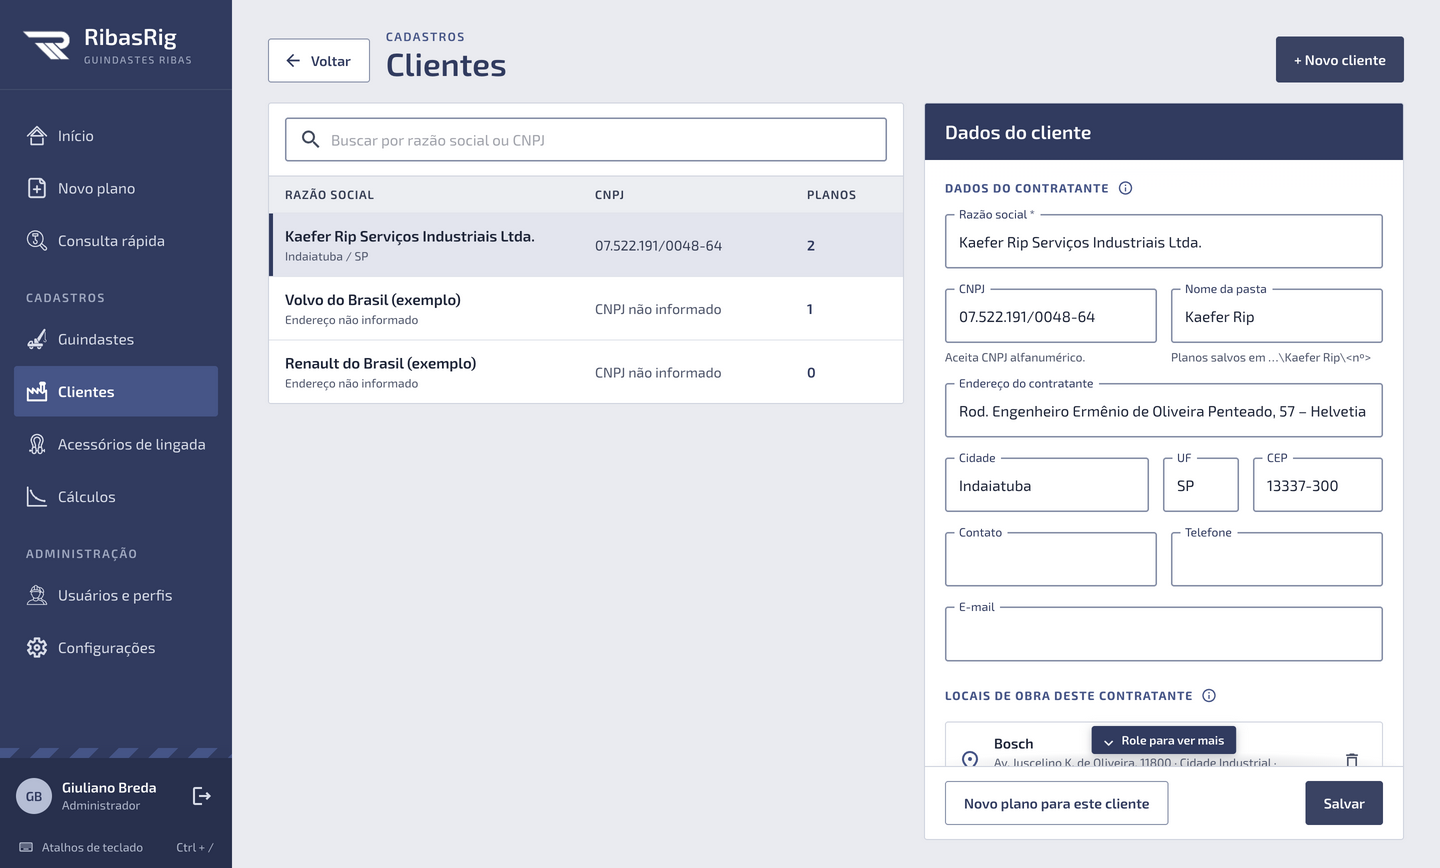 RibasRig
GUINDASTES RIBAS
Início
Novo plano
Consulta rápida
CADASTROS
Guindastes
Clientes
Acessórios de lingada
Cálculos
ADMINISTRAÇÃO
Usuários e perfis
Configurações
GB
Giuliano Breda
Administrador
Atalhos de teclado Ctrl + /
Voltar
CADASTROS
Clientes
+ Novo cliente
Buscar por razão social ou CNPJ
RAZÃO SOCIAL CNPJ PLANOS
Kaefer Rip Serviços Industriais Ltda.
Indaiatuba / SP
07.522.191/0048-64
2
Volvo do Brasil (exemplo)
Endereço não informado
CNPJ não informado
1
Renault do Brasil (exemplo)
Endereço não informado
CNPJ não informado
0
Dados do cliente
DADOS DO CONTRATANTE
Razão social *
Kaefer Rip Serviços Industriais Ltda.
CNPJ
07.522.191/0048-64
Aceita CNPJ alfanumérico.
Nome da pasta
Kaefer Rip
Planos salvos em …\Kaefer Rip\<nº>
Endereço do contratante
Rod. Engenheiro Ermênio de Oliveira Penteado, 57 – Helvetia
Cidade
Indaiatuba
UF
SP
CEP
13337-300
Contato
Telefone
E-mail
LOCAIS DE OBRA DESTE CONTRATANTE
Bosch
Role para ver mais
Av. Juscelino K. de Oliveira, 11800 · Cidade Industrial ·
Novo plano para este cliente
Salvar